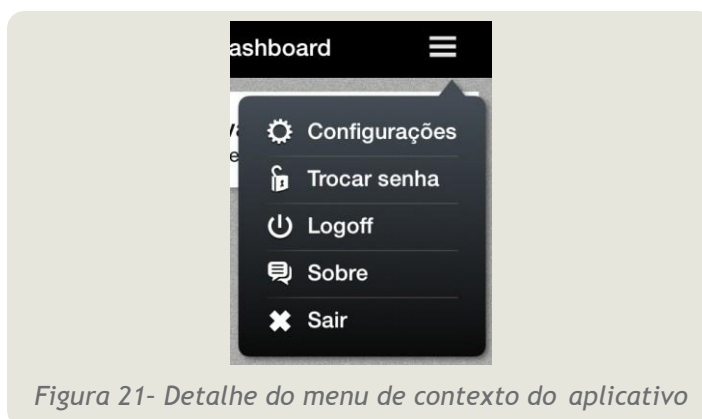 ashboard
Configurações
Trocar senha
Logoff
Sobre
Sair
Figura 21- Detalhe do menu de contexto do aplicativo